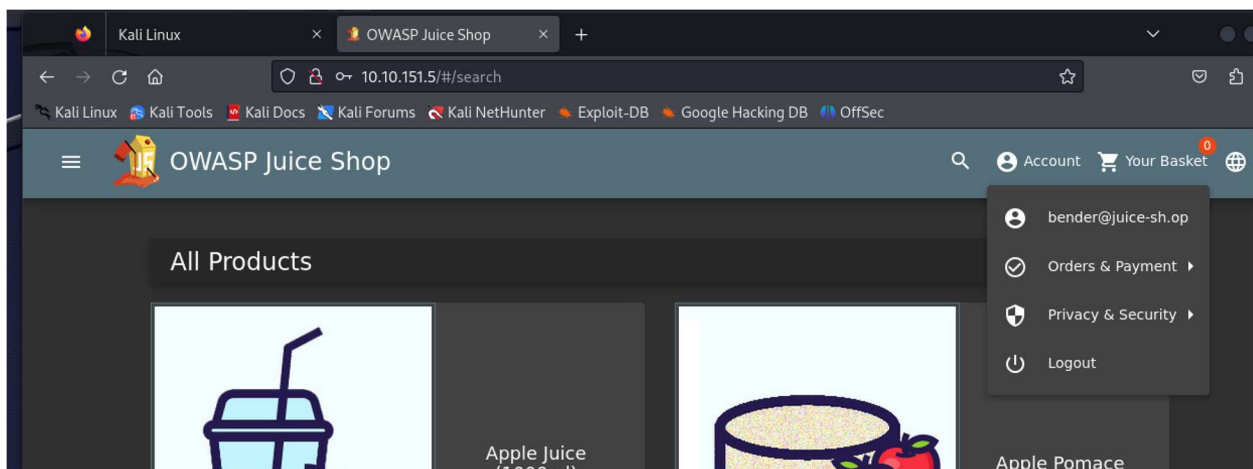 Kali Linux × OWASP Juice Shop × +
10.10.151.5/#/search
Kali Linux Kali Tools Kali Docs Kali Forums Kali NetHunter Exploit-DB Google Hacking DB OffSec
OWASP Juice Shop Account Your Basket 0
bender@juice-sh.op
All Products
Orders & Payment
Privacy & Security
Logout
Apple Juice
Apple Pomace